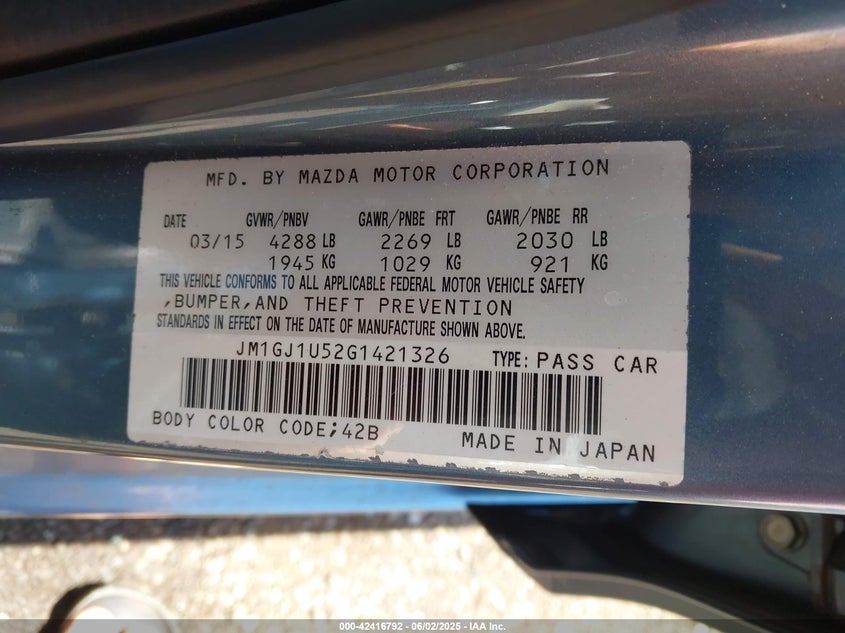 MFD. BY MAZDA MOTOR CORPORATION
DATE GVWR/PNBV GAWR/PNBE FRT GAWR/PNBE RR
03/15 4288 LB 2269 LB 2030 LB
1945 KG 1029 KG 921 KG
THIS VEHICLE CONFORMS TO ALL APPLICABLE FEDERAL MOTOR VEHICLE SAFETY
,BUMPER,AND THEFT PREVENTION
STANDARDS IN EFFECT ON THE DATE OF MANUFACTURE SHOWN ABOVE.
JM1GJ1U52G1421326 TYPE: PASS CAR
BODY COLOR CODE;42B MADE IN JAPAN
000-42416792 - 06/02/2025 - IAA Inc.